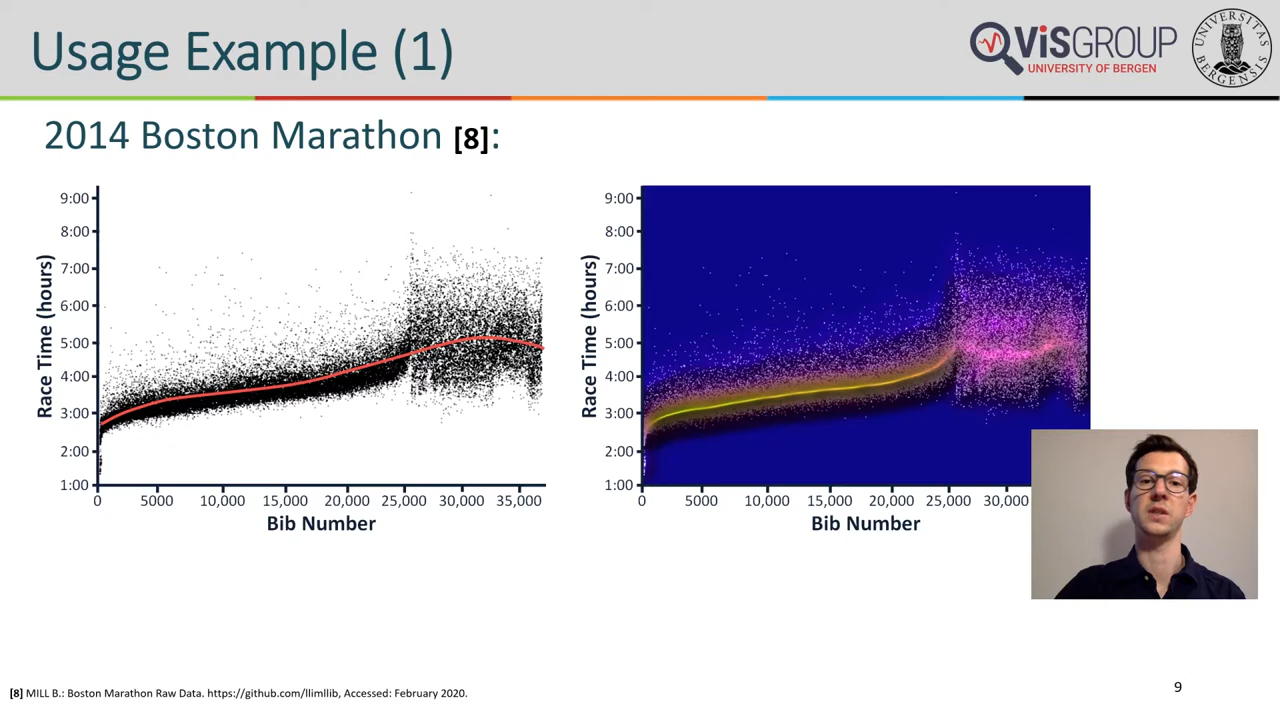 Usage Example (1)
ViSGROUP
UNIVERSITY OF BERGEN
UNIVERSITAS
BERGENSIS
2014 Boston Marathon [8]:
9:00
8:00
7:00
6:00
5:00
4:00
3:00
2:00
1:00
Race Time (hours)
0 5000 10,000 15,000 20,000 25,000 30,000 35,000
Bib Number
9:00
8:00
7:00
6:00
5:00
4:00
3:00
2:00
1:00
Race Time (hours)
0 5000 10,000 15,000 20,000 25,000 30,000
Bib Number
[8] MILL B.: Boston Marathon Raw Data. https://github.com/llimllib, Accessed: February 2020.
9